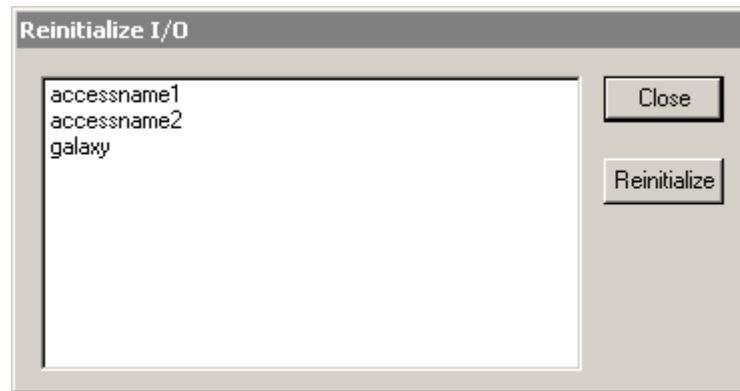 Reinitialize I/O
accessname1
accessname2
galaxy
Close
Reinitialize